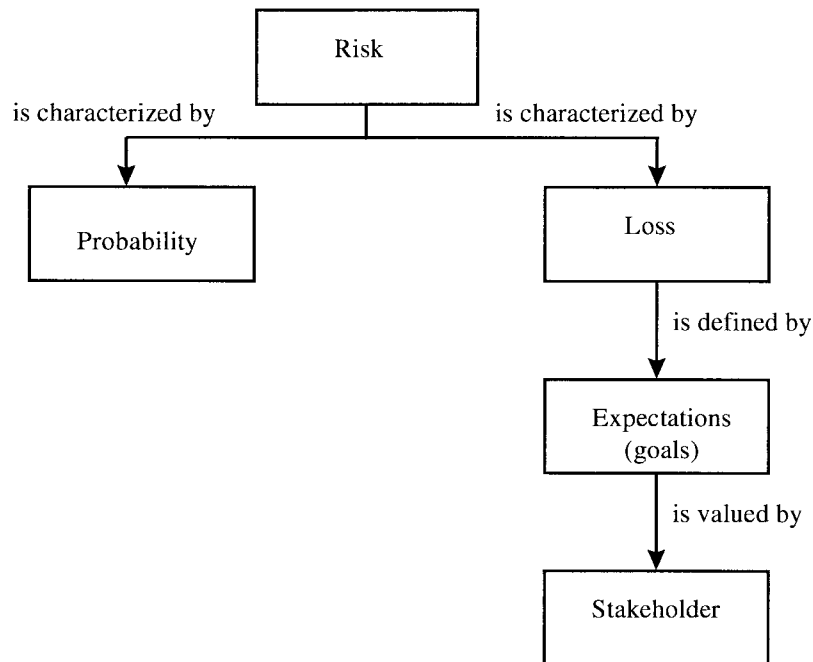 Risk
is characterized by
is characterized by
Probability
Loss
is defined by
Expectations
(goals)
is valued by
Stakeholder